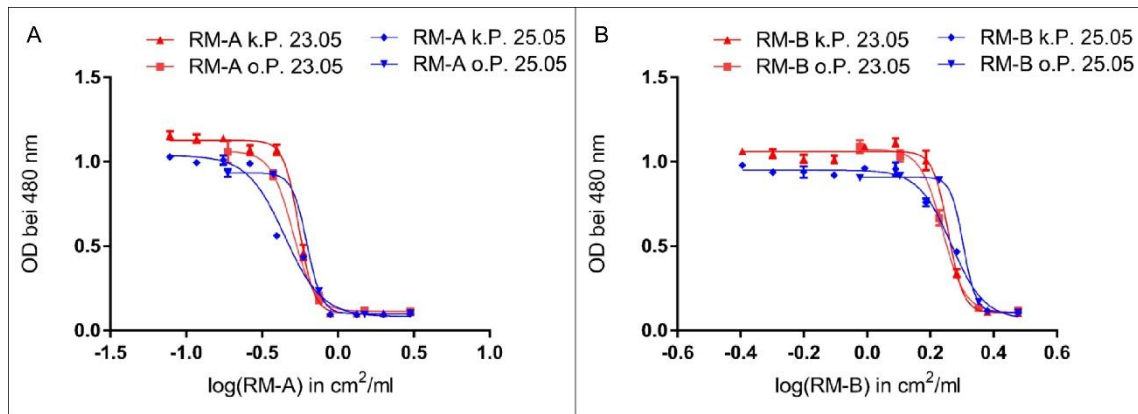 A
RM-A k.P. 23.05 RM-A k.P. 25.05
RM-A o.P. 23.05 RM-A o.P. 25.05
1.5
1.0
0.5
0.0
OD bei 480 nm
-1.5 -1.0 -0.5 0.0 0.5 1.0
log(RM-A) in cm²/ml
B
RM-B k.P. 23.05 RM-B k.P. 25.05
RM-B o.P. 23.05 RM-B o.P. 25.05
1.5
1.0
0.5
0.0
OD bei 480 nm
-0.6 -0.4 -0.2 0.0 0.2 0.4 0.6
log(RM-B) in cm²/ml